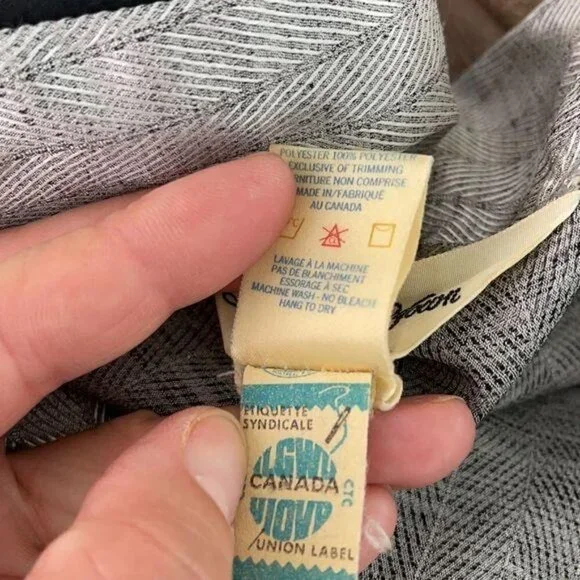 POLYESTER 100% POLYESTER
EXCLUSIVE OF TRIMMING
NON COMPRISE
MADE IN/FABRIQUÉ
AU CANADA
LAVAGE À LA MACHINE
PAS DE BLANCHIMENT
ESSORAGE À SEC
MACHINE WASH - NO BLEACH
HANG TO DRY
ETIQUETTE
SYNDICALE
ILGWU
CANADA
CTC
UIOVD
UNION LABEL